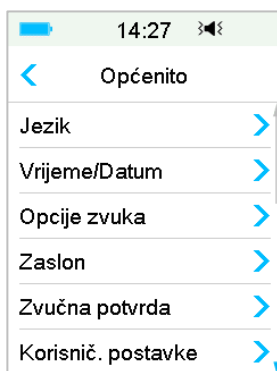 14:27
Općenito
Jezik
Vrijeme/Datum
Opcije zvuka
Zaslon
Zvučna potvrda
Korisnič. postavke